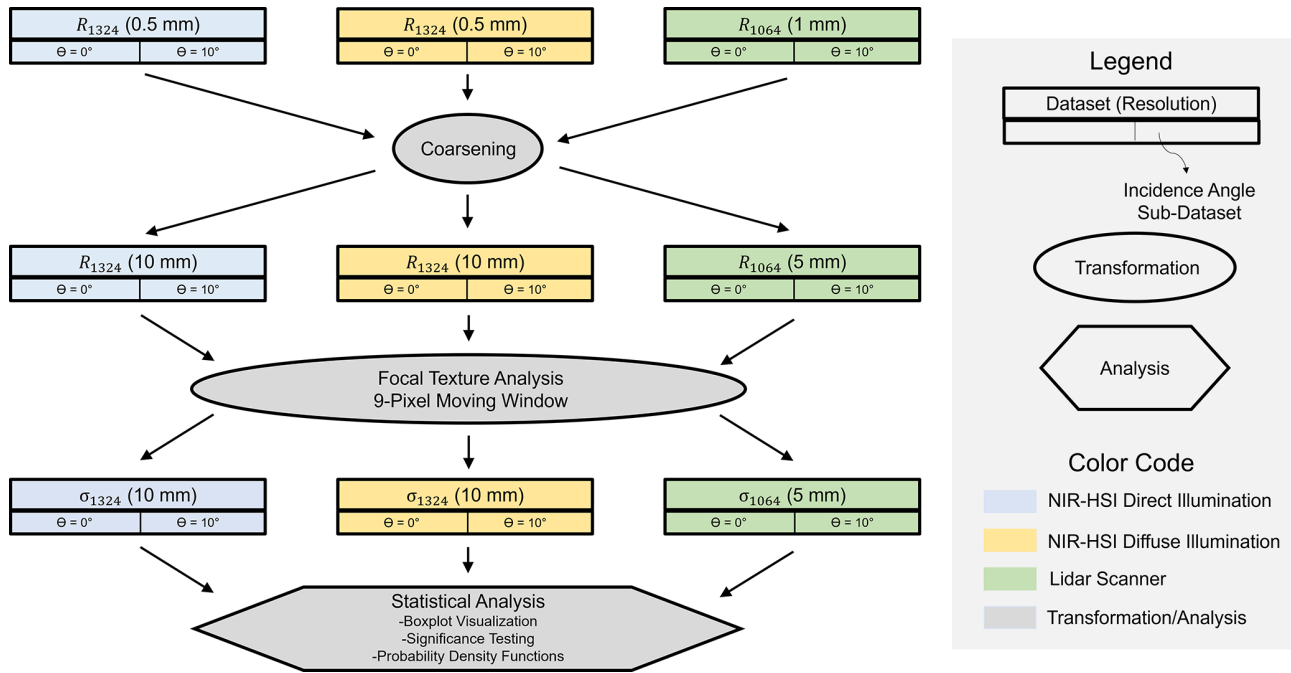 R1324 (0.5 mm)
Θ = 0° Θ = 10°
R1324 (0.5 mm)
Θ = 0° Θ = 10°
R1064 (1 mm)
Θ = 0° Θ = 10°
Coarsening
R1324 (10 mm)
Θ = 0° Θ = 10°
R1324 (10 mm)
Θ = 0° Θ = 10°
R1064 (5 mm)
Θ = 0° Θ = 10°
Focal Texture Analysis
9-Pixel Moving Window
σ1324 (10 mm)
Θ = 0° Θ = 10°
σ1324 (10 mm)
Θ = 0° Θ = 10°
σ1064 (5 mm)
Θ = 0° Θ = 10°
Statistical Analysis
-Boxplot Visualization
-Significance Testing
-Probability Density Functions
Legend
Dataset (Resolution)
Incidence Angle
Sub-Dataset
Transformation
Analysis
Color Code
NIR-HSI Direct Illumination
NIR-HSI Diffuse Illumination
Lidar Scanner
Transformation/Analysis